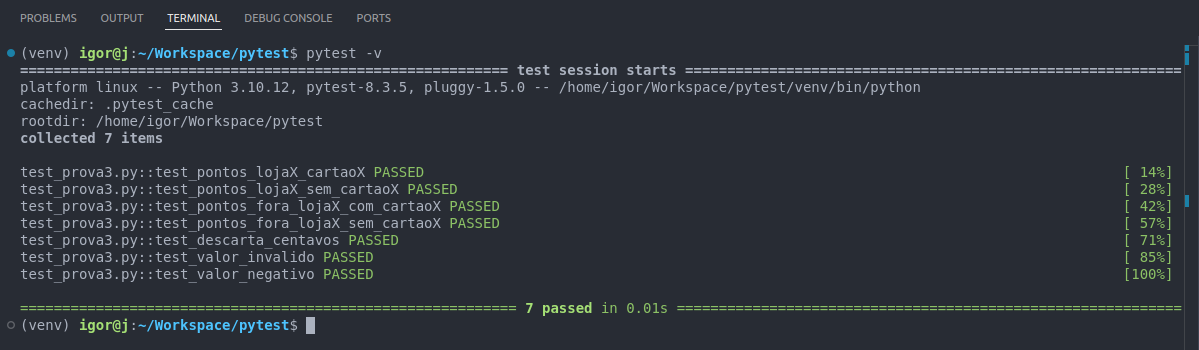 PROBLEMS OUTPUT TERMINAL DEBUG CONSOLE PORTS
(venv) igor@j:~/Workspace/pytest$ pytest -v
========================================================== test session starts ===========================================================
platform linux -- Python 3.10.12, pytest-8.3.5, pluggy-1.5.0 -- /home/igor/Workspace/pytest/venv/bin/python
cachedir: .pytest_cache
rootdir: /home/igor/Workspace/pytest
collected 7 items
test_prova3.py::test_pontos_lojaX_cartaoX PASSED [ 14%]
test_prova3.py::test_pontos_lojaX_sem_cartaoX PASSED [ 28%]
test_prova3.py::test_pontos_fora_lojaX_com_cartaoX PASSED [ 42%]
test_prova3.py::test_pontos_fora_lojaX_sem_cartaoX PASSED [ 57%]
test_prova3.py::test_descarta_centavos PASSED [ 71%]
test_prova3.py::test_valor_invalido PASSED [ 85%]
test_prova3.py::test_valor_negativo PASSED [100%]
=========================================================== 7 passed in 0.01s ============================================================
(venv) igor@j:~/Workspace/pytest$